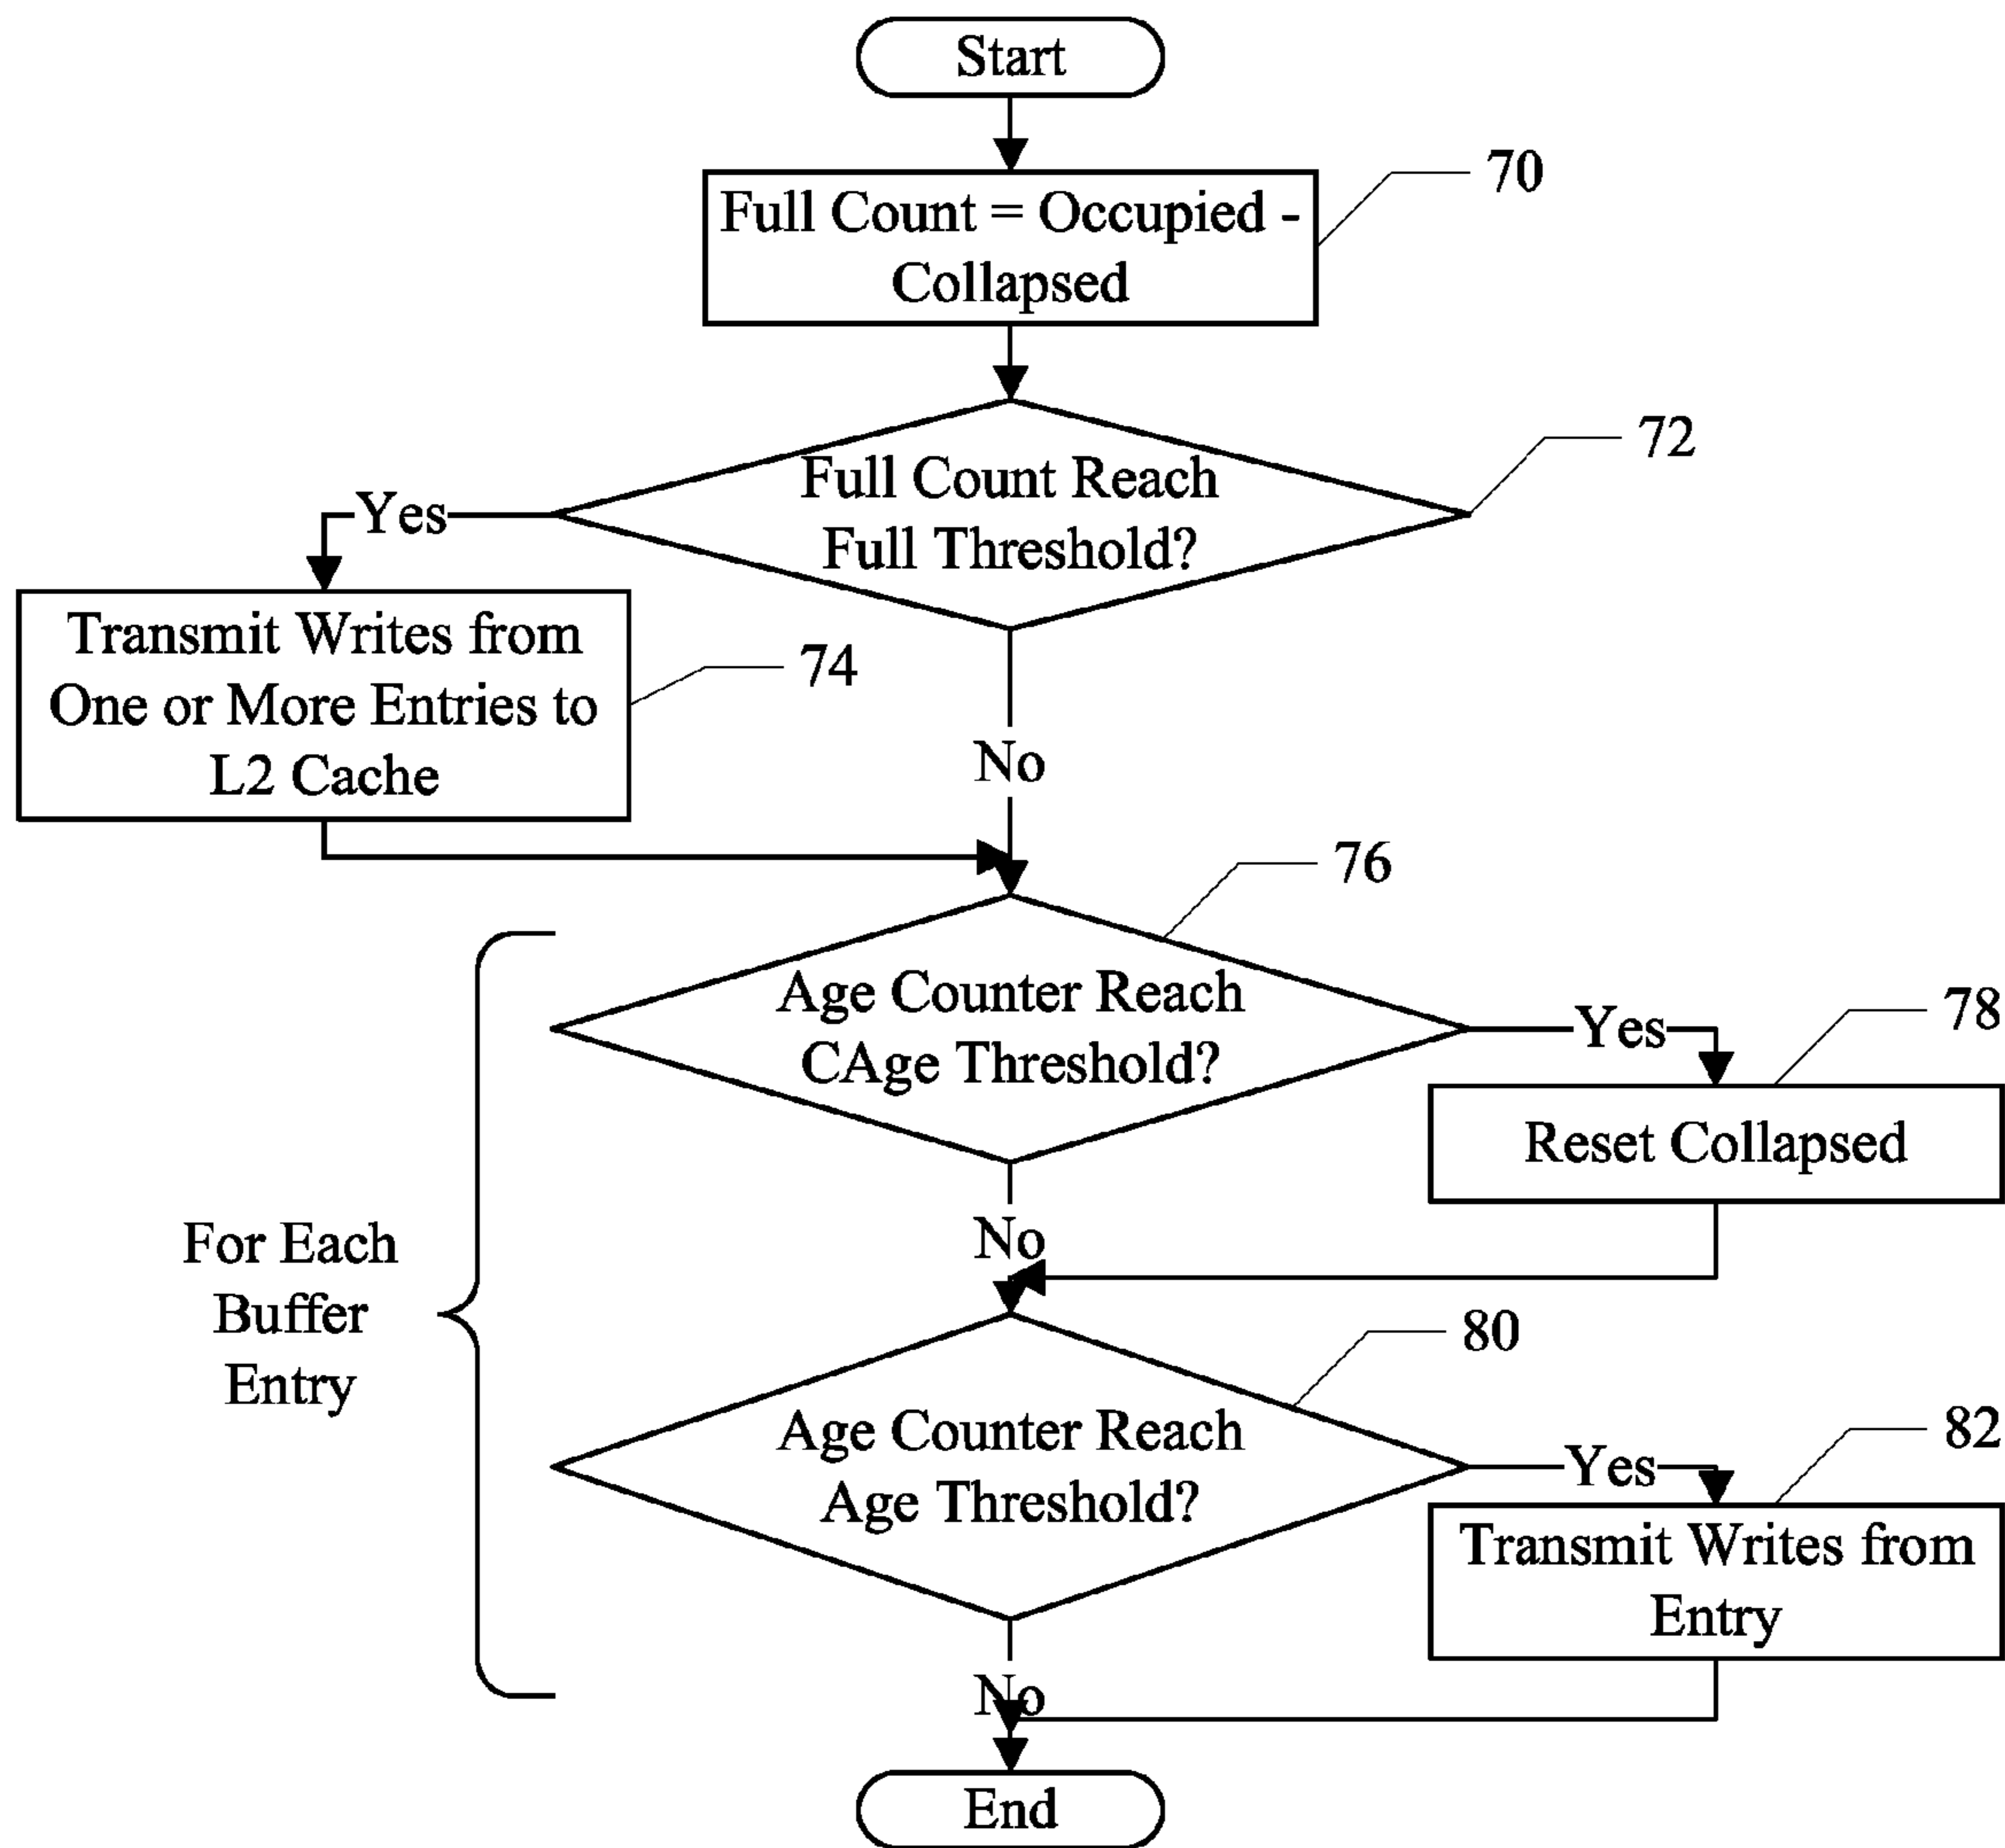 Start
Full Count = Occupied -
Collapsed
70
Full Count Reach
Full Threshold?
72
Yes
Transmit Writes from
One or More Entries to
L2 Cache
74
No
Age Counter Reach
CAge Threshold?
76
Yes
Reset Collapsed
78
No
For Each
Buffer
Entry
Age Counter Reach
Age Threshold?
80
Yes
Transmit Writes from
Entry
82
No
End